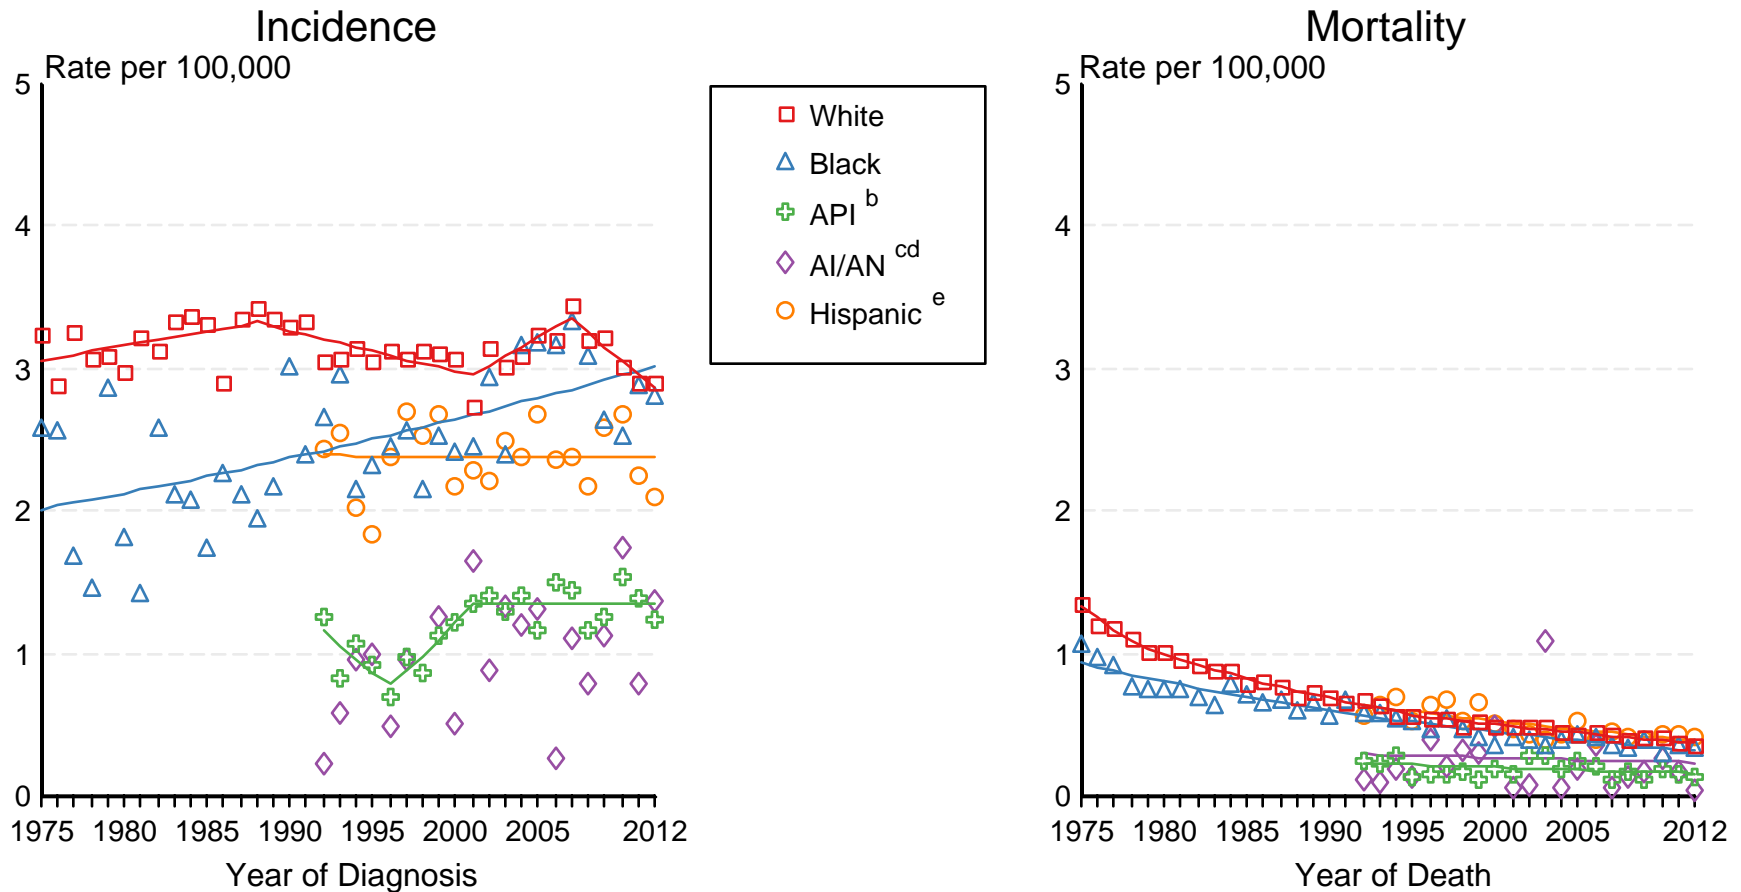 Incidence
Rate per 100,000
5
4
3
2
1
0
1975 1980 1985 1990 1995 2000 2005 2012
Year of Diagnosis
White
Black
API b
AI/AN cd
Hispanic e
Mortality
Rate per 100,000
5
4
3
2
1
0
1975 1980 1985 1990 1995 2000 2005 2012
Year of Death